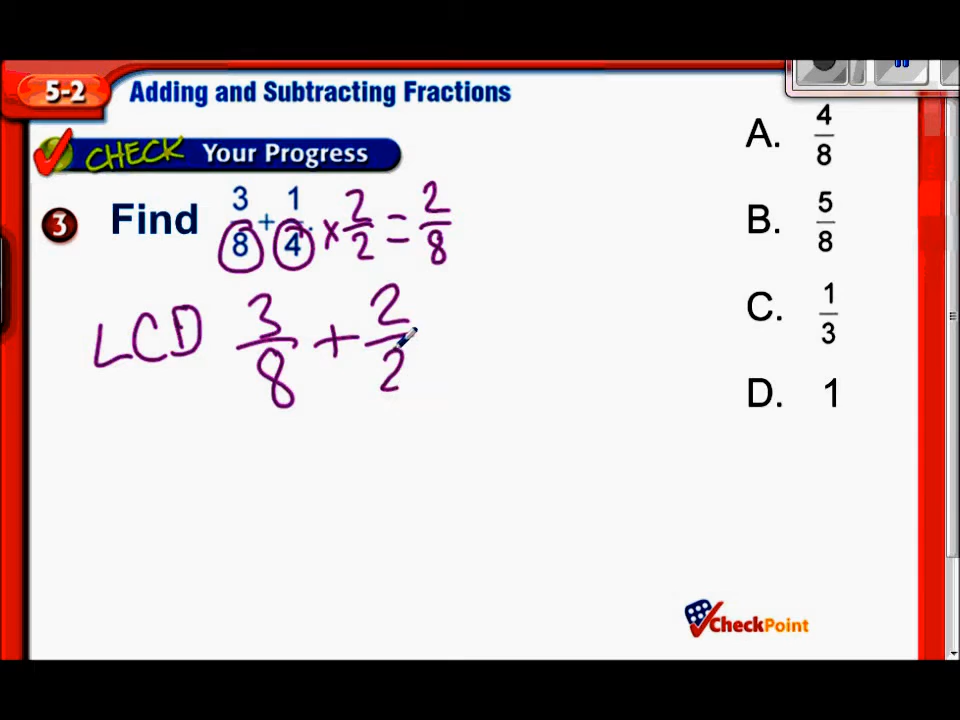 5-2 Adding and Subtracting Fractions
CHECK Your Progress
3 Find 3/8 + 1/4. × 2/2 = 2/8
LCD 3/8 + 2/2
A. 4/8
B. 5/8
C. 1/3
D. 1
CheckPoint